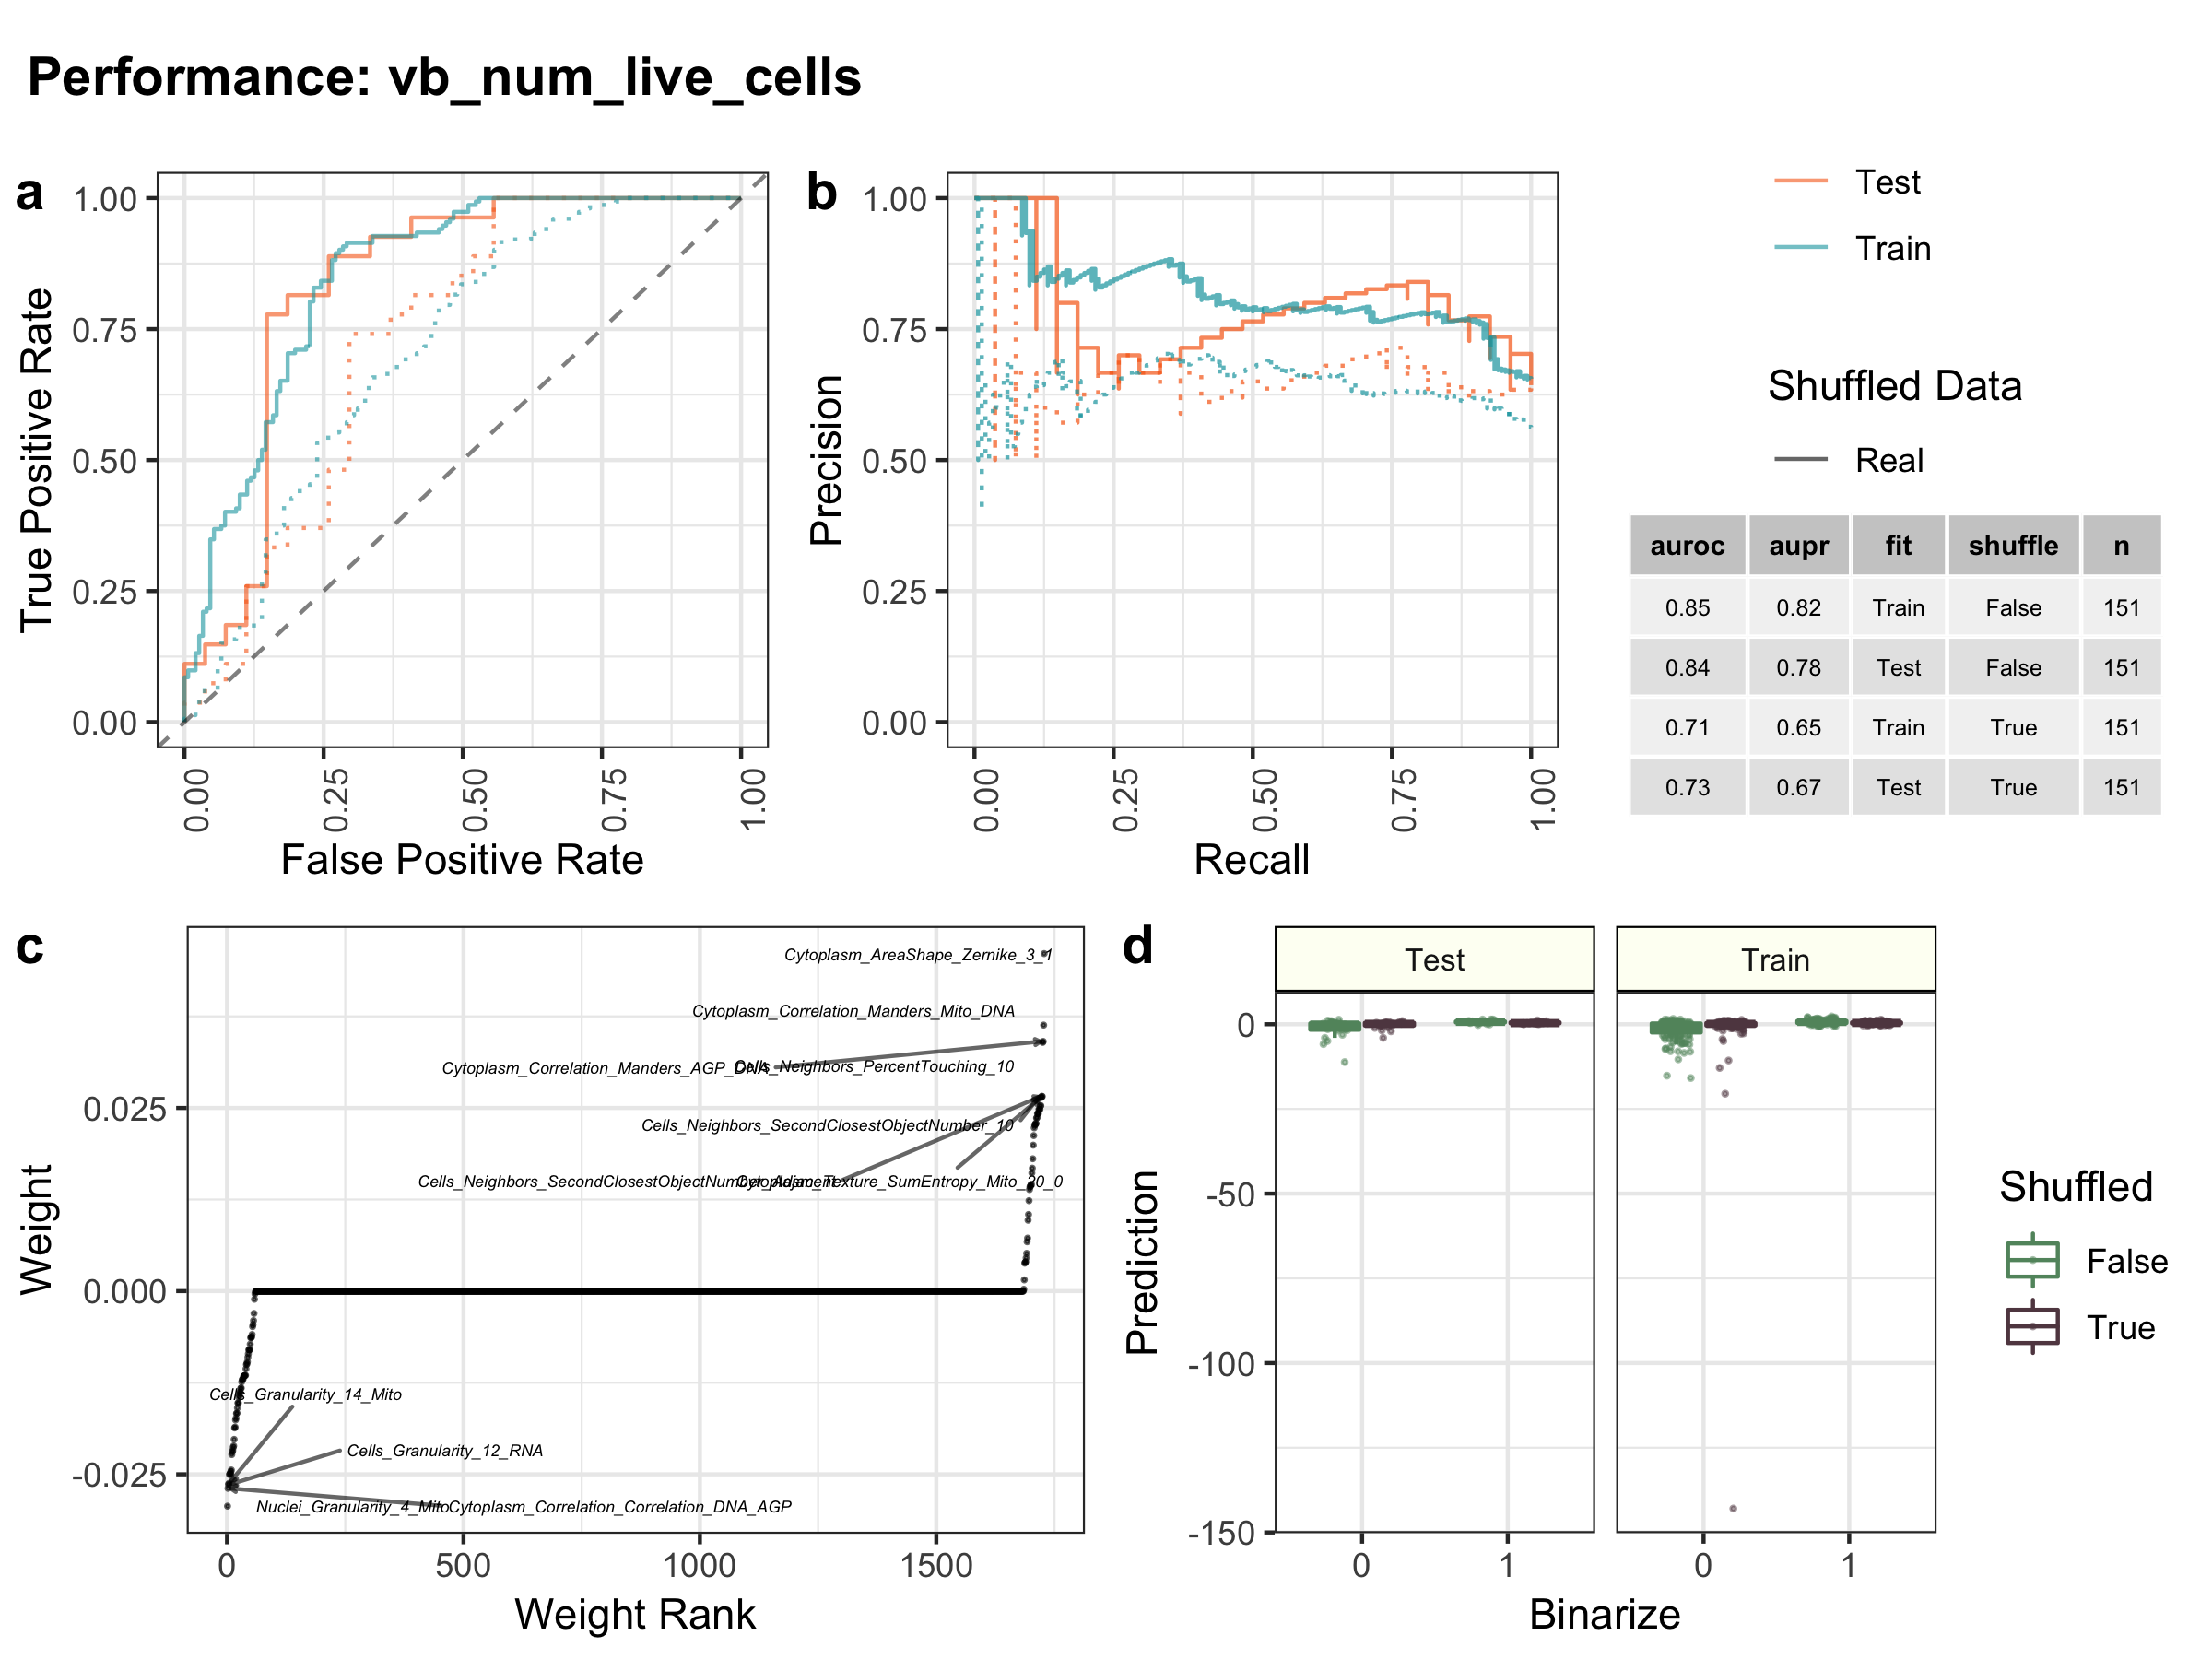 Performance: vb_num_live_cells
a
1.00
0.75
0.50
0.25
0.00
True Positive Rate
0.00
0.25
0.50
0.75
1.00
False Positive Rate
b
1.00
0.75
0.50
0.25
0.00
Precision
0.00
0.25
0.50
0.75
1.00
Recall
Test
Train
Shuffled Data
Real
auroc aupr fit shuffle n
0.85 0.82 Train False 151
0.84 0.78 Test False 151
0.71 0.65 Train True 151
0.73 0.67 Test True 151
c
0.025
0.000
-0.025
Weight
Cytoplasm_AreaShape_Zernike_3_1
Cytoplasm_Correlation_Manders_Mito_DNA
Cytoplasm_Correlation_Manders_AGP_DNA
Cells_Neighbors_PercentTouching_10
Cells_Neighbors_SecondClosestObjectNumber_10
Cells_Neighbors_SecondClosestObjectNumber_Adjacent
Cytoplasm_Texture_SumEntropy_Mito_20_0
Cells_Granularity_14_Mito
Cells_Granularity_12_RNA
Nuclei_Granularity_4_Mito
Cytoplasm_Correlation_Correlation_DNA_AGP
0
500
1000
1500
Weight Rank
d
Test
Train
0
-50
-100
-150
Prediction
0
1
0
1
Binarize
Shuffled
False
True